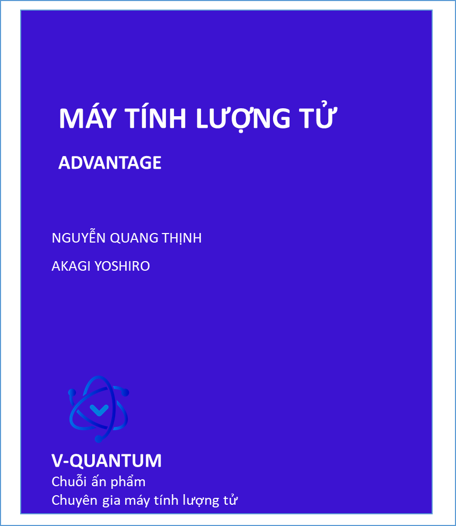 MÁY TÍNH LƯỢNG TỬ
ADVANTAGE
NGUYỄN QUANG THỊNH
AKAGI YOSHIRO
V-QUANTUM
Chuỗi ấn phẩm
Chuyên gia máy tính lượng tử